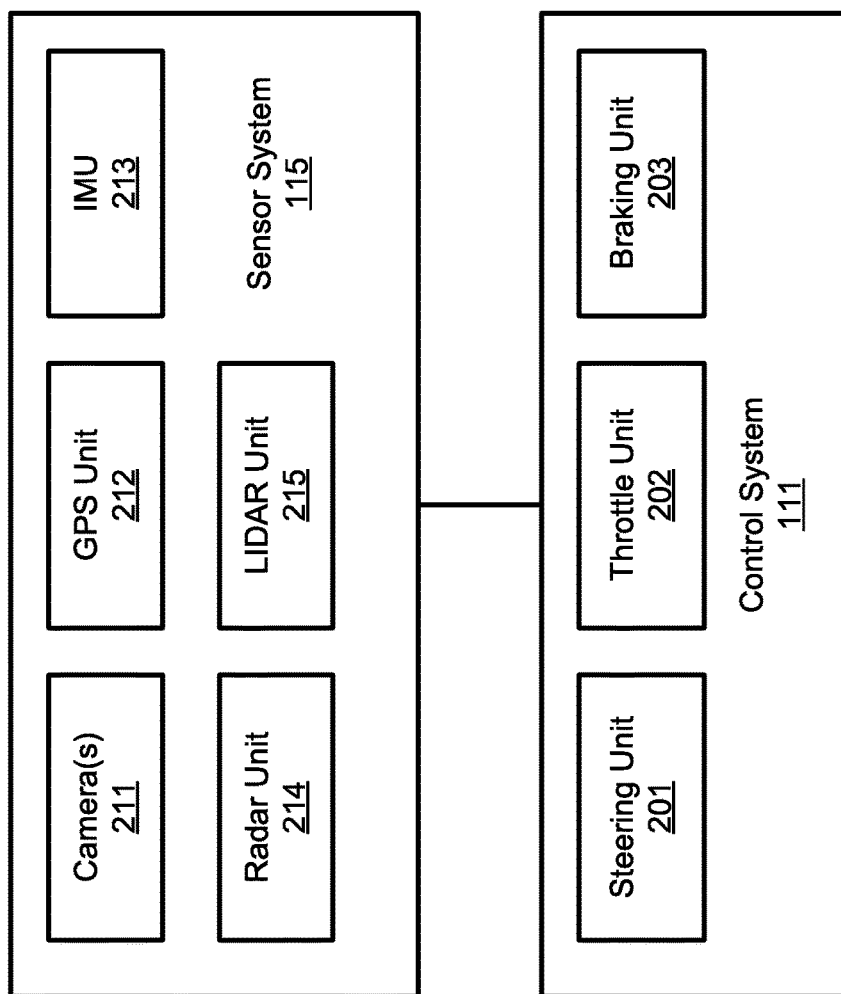 Camera(s)
211
GPS Unit
212
IMU
213
Radar Unit
214
LIDAR Unit
215
Sensor System
115
Steering Unit
201
Throttle Unit
202
Braking Unit
203
Control System
111